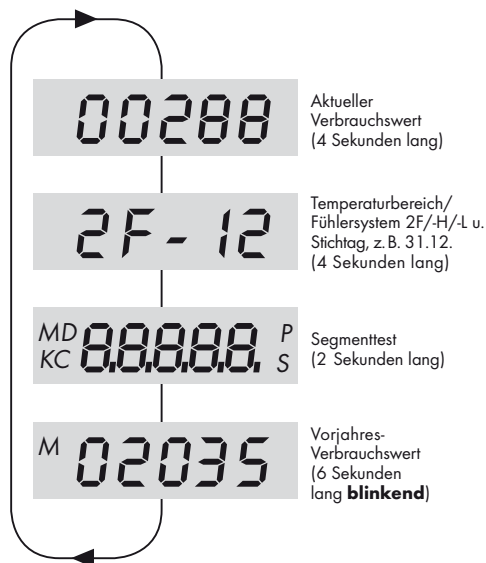 00288
Aktueller
Verbrauchswert
(4 Sekunden lang)
2F-12
Temperaturbereich/
Fühlersystem 2F/-H/-L u.
Stichtag, z.B. 31.12.
(4 Sekunden lang)
MD 8.8.8.8.8. P
KC S
Segmenttest
(2 Sekunden lang)
M 02035
Vorjahres-
Verbrauchswert
(6 Sekunden
lang blinkend)